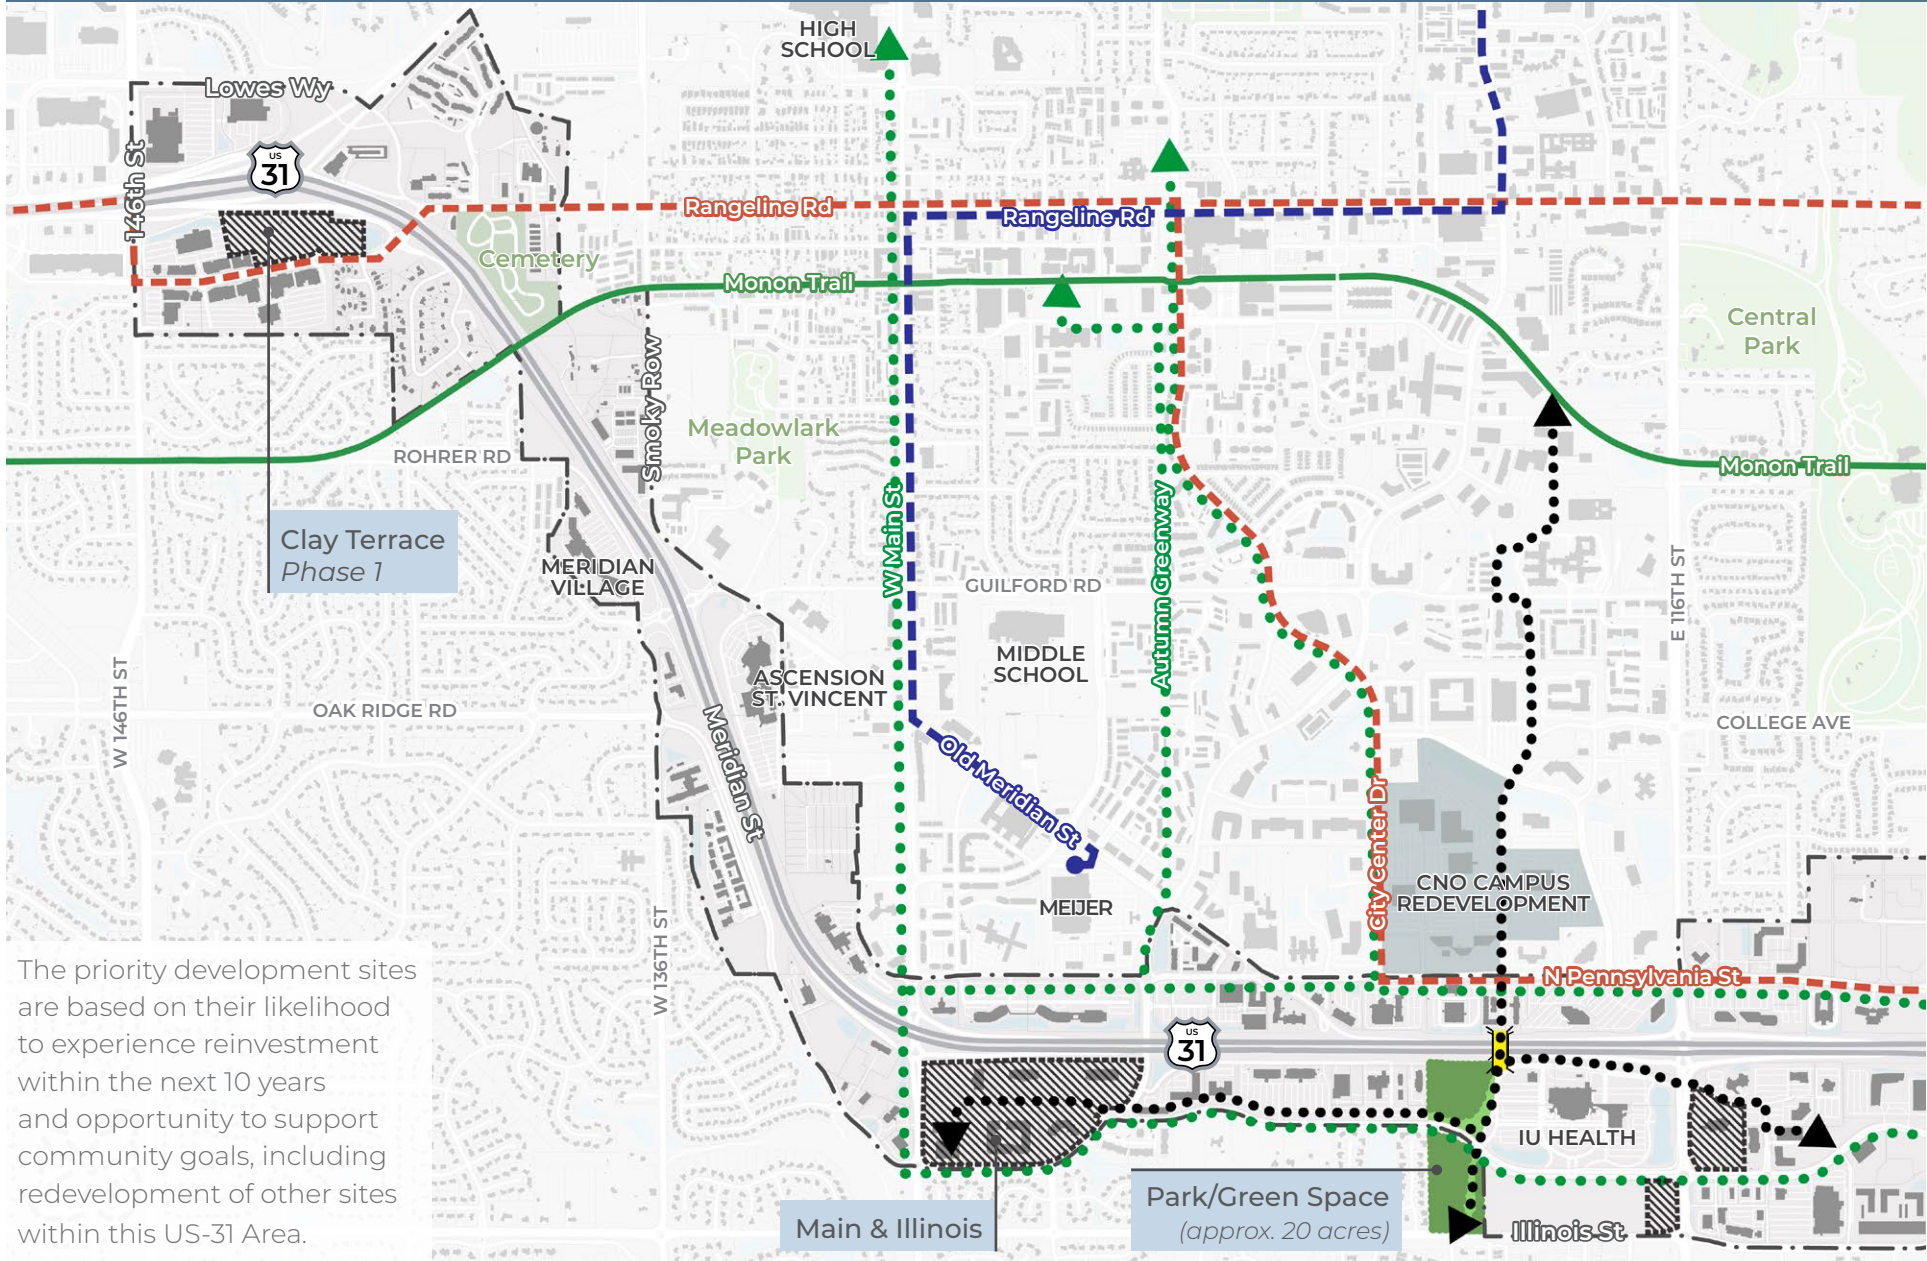 HIGH
SCHOOL
Lowes Wy
146th St
US
31
Rangeline Rd
Rangeline Rd
Cemetery
Monon Trail
Central
Park
Smoky Row
Meadowlark
Park
ROHRER RD
Monon Trail
W Main St
Autumn Greenway
Clay Terrace
Phase 1
MERIDIAN
VILLAGE
GUILFORD RD
E 116TH ST
MIDDLE
SCHOOL
ASCENSION
ST. VINCENT
W 146TH ST
OAK RIDGE RD
COLLEGE AVE
Meridian St
Old Meridian St
City Center Dr
CNO CAMPUS
REDEVELOPMENT
MEIJER
W 136TH ST
N Pennsylvania St
The priority development sites
are based on their likelihood
to experience reinvestment
within the next 10 years
and opportunity to support
community goals, including
redevelopment of other sites
within this US-31 Area.
US
31
IU HEALTH
Main & Illinois
Park/Green Space
(approx. 20 acres)
Illinois St